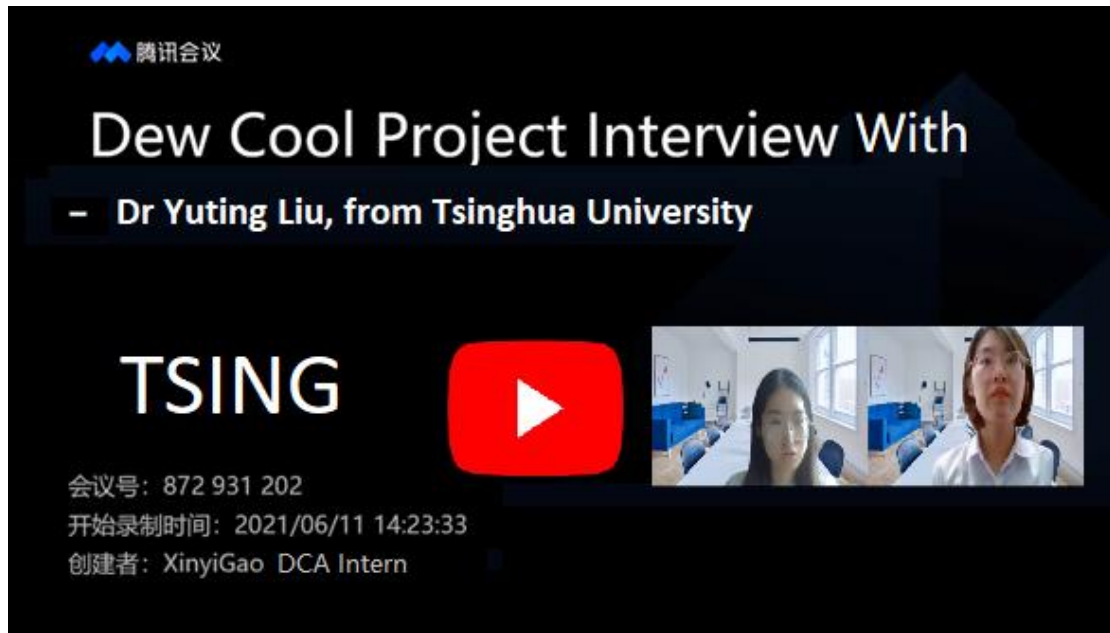 腾讯会议
Dew Cool Project Interview With
– Dr Yuting Liu, from Tsinghua University
TSING
会议号：872 931 202
开始录制时间：2021/06/11 14:23:33
创建者：XinyiGao DCA Intern